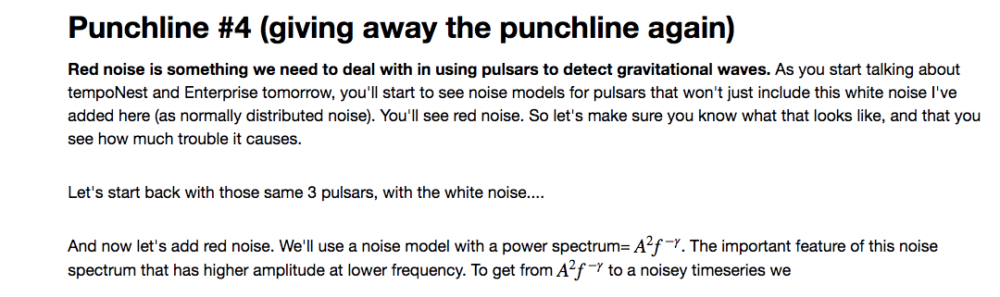 Punchline #4 (giving away the punchline again)
Red noise is something we need to deal with in using pulsars to detect gravitational waves. As you start talking about
tempoNest and Enterprise tomorrow, you'll start to see noise models for pulsars that won't just include this white noise I've
added here (as normally distributed noise). You'll see red noise. So let's make sure you know what that looks like, and that you
see how much trouble it causes.
Let's start back with those same 3 pulsars, with the white noise....
And now let's add red noise. We'll use a noise model with a power spectrum= A²f⁻ᵞ. The important feature of this noise
spectrum that has higher amplitude at lower frequency. To get from A²f⁻ᵞ to a noisey timeseries we